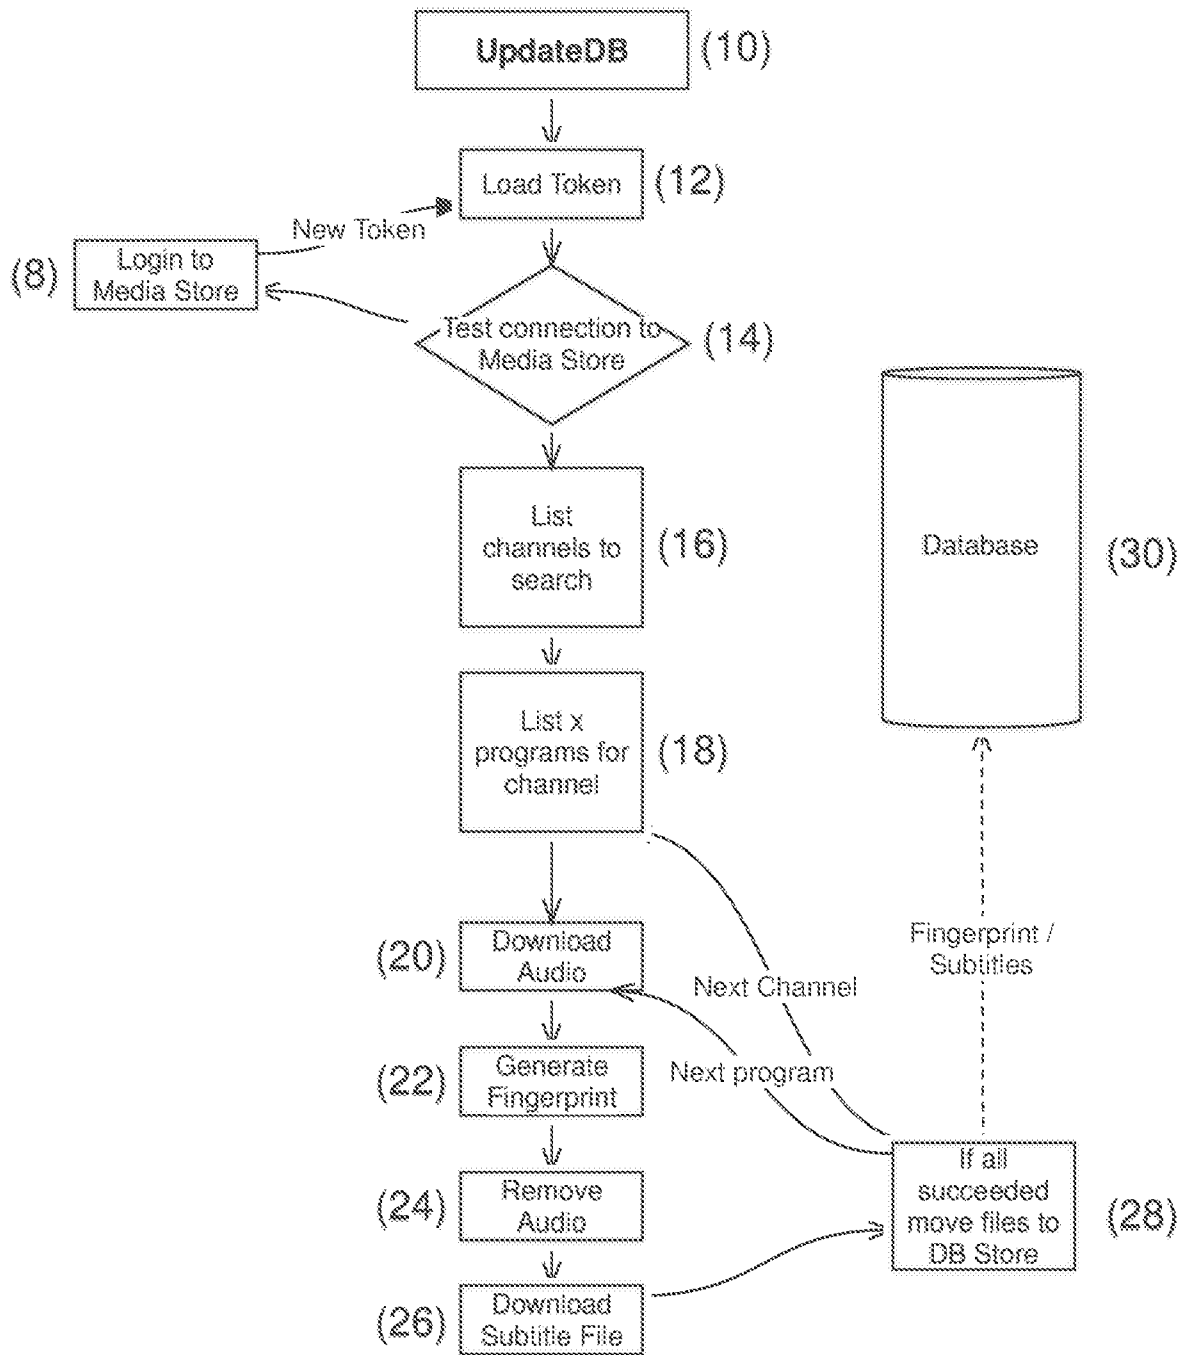 UpdateDB
(10)
Load Token
(12)
New Token
(8)
Login to
Media Store
Test connection to
Media Store
(14)
List
channels to
search
(16)
Database
(30)
List x
programs for
channel
(18)
(20)
Download
Audio
Fingerprint /
Subtitles
Next Channel
(22)
Generate
Fingerprint
Next program
(24)
Remove
Audio
If all
succeeded
move files to
DB Store
(28)
(26)
Download
Subtitle File